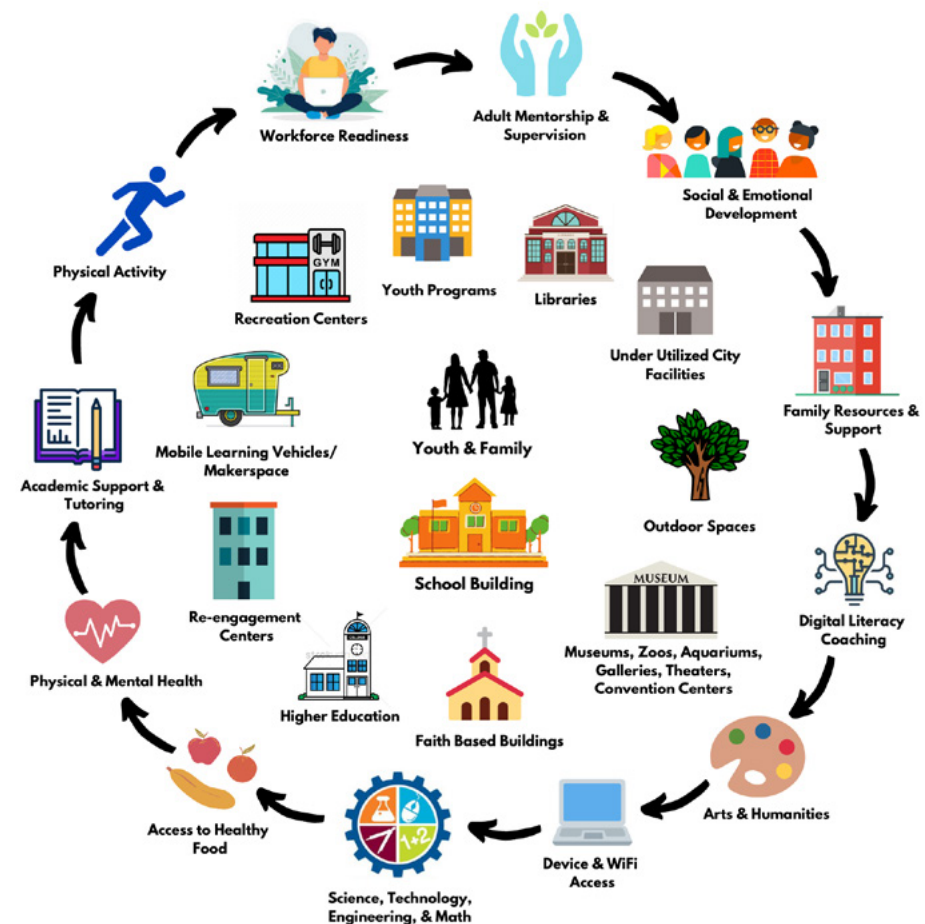 Workforce Readiness
Adult Mentorship &
Supervision
Social & Emotional
Development
Physical Activity
GYM
Recreation Centers
Youth Programs
Libraries
Under Utilized City
Facilities
Family Resources &
Support
Academic Support &
Tutoring
Mobile Learning Vehicles/
Makerspace
Youth & Family
Outdoor Spaces
School Building
Re-engagement
Centers
MUSEUM
Museums, Zoos, Aquariums,
Galleries, Theaters,
Convention Centers
Digital Literacy
Coaching
Physical & Mental Health
Higher Education
Faith Based Buildings
Arts & Humanities
Access to Healthy
Food
1+2
Science, Technology,
Engineering, & Math
Device & WiFi
Access